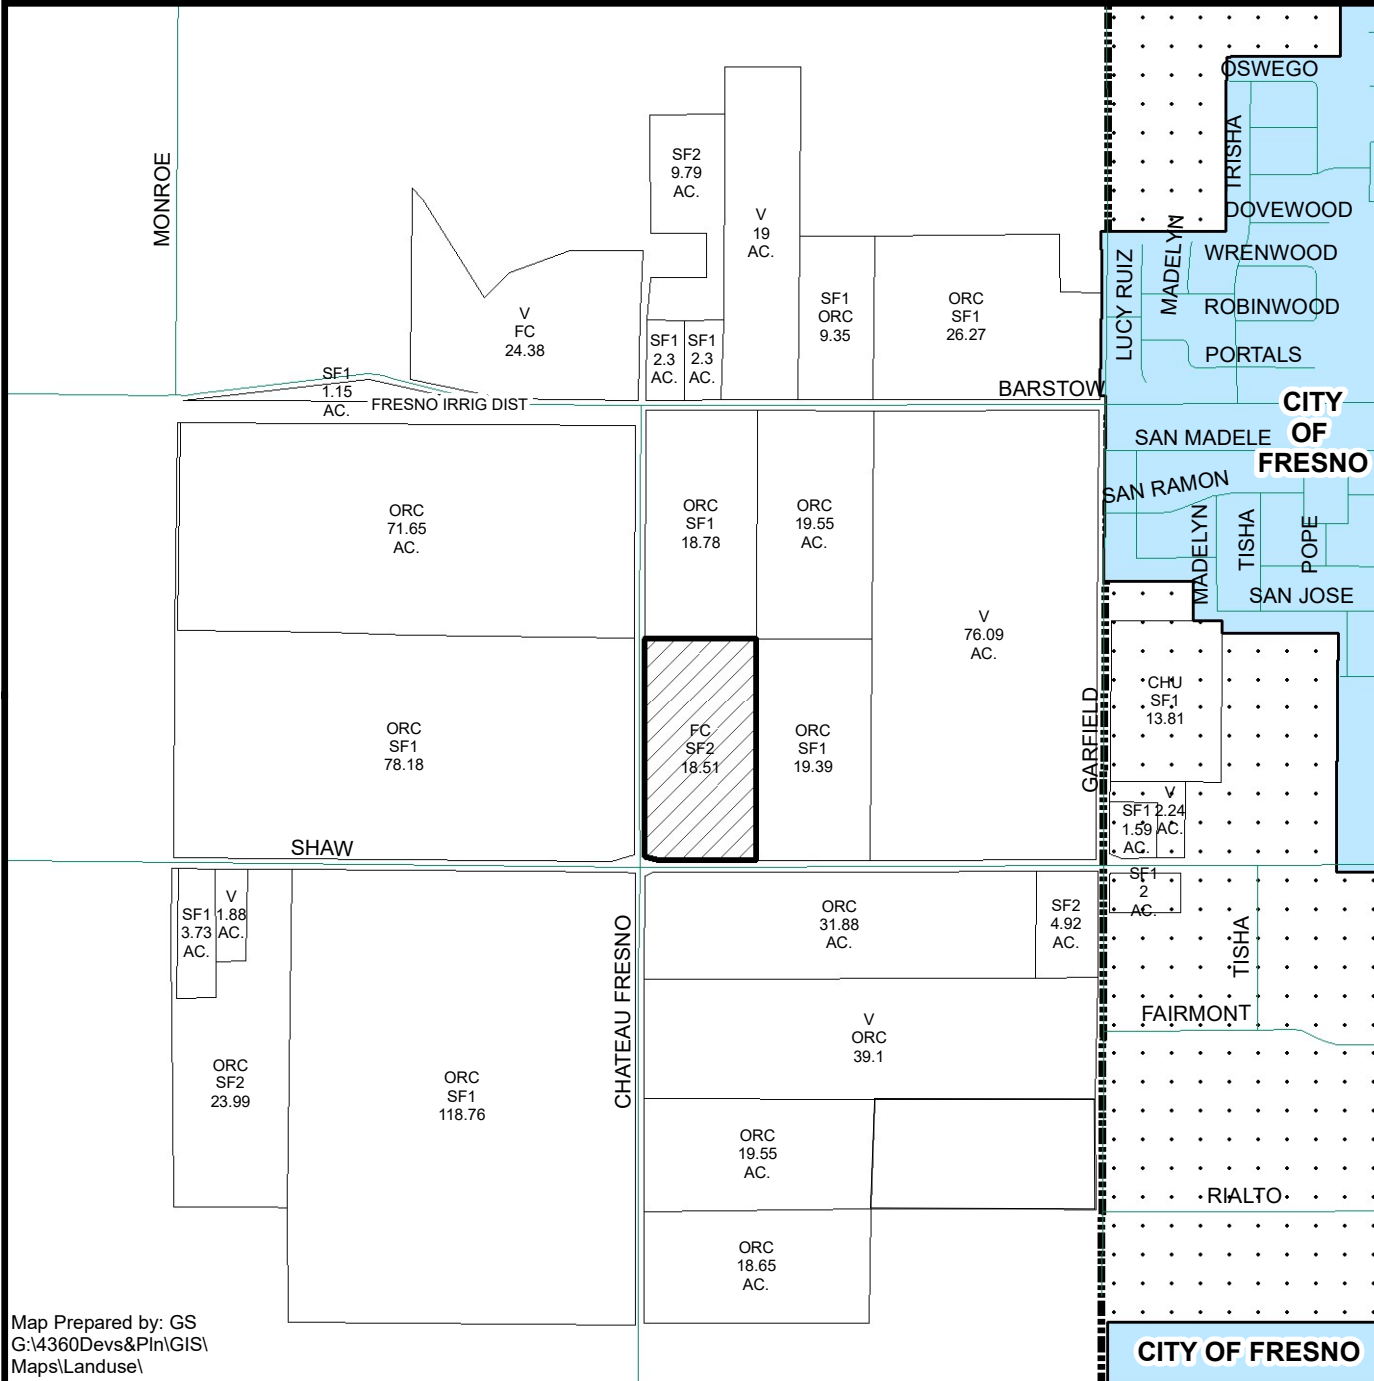 OSWEGO
TRISHA
DOVEWOOD
MADELYN
WRENWOOD
LUCY RUIZ
ROBINWOOD
PORTALS
MONROE
SF2
9.79
AC.
V
19
AC.
V
FC
24.38
SF1
2.3
AC.
SF1
2.3
AC.
SF1
ORC
9.35
ORC
SF1
26.27
SF1
1.15
AC.
FRESNO IRRIG DIST
BARSTOW
CITY
OF
FRESNO
SAN MADELE
SAN RAMON
MADELYN
TISHA
POPE
SAN JOSE
ORC
71.65
AC.
ORC
SF1
18.78
ORC
19.55
AC.
V
76.09
AC.
ORC
SF1
78.18
FC
SF2
18.51
ORC
SF1
19.39
GARFIELD
CHU
SF1
13.81
V
2.24
AC.
SF1
1.59
AC.
SHAW
SF1
2
AC.
SF1
3.73
AC.
V
1.88
AC.
CHATEAU FRESNO
ORC
31.88
AC.
SF2
4.92
AC.
TISHA
FAIRMONT
V
ORC
39.1
ORC
SF2
23.99
ORC
SF1
118.76
ORC
19.55
AC.
RIALTO
ORC
18.65
AC.
Map Prepared by: GS
G:\4360Devs&Pln\GIS\
Maps\Landuse\
CITY OF FRESNO